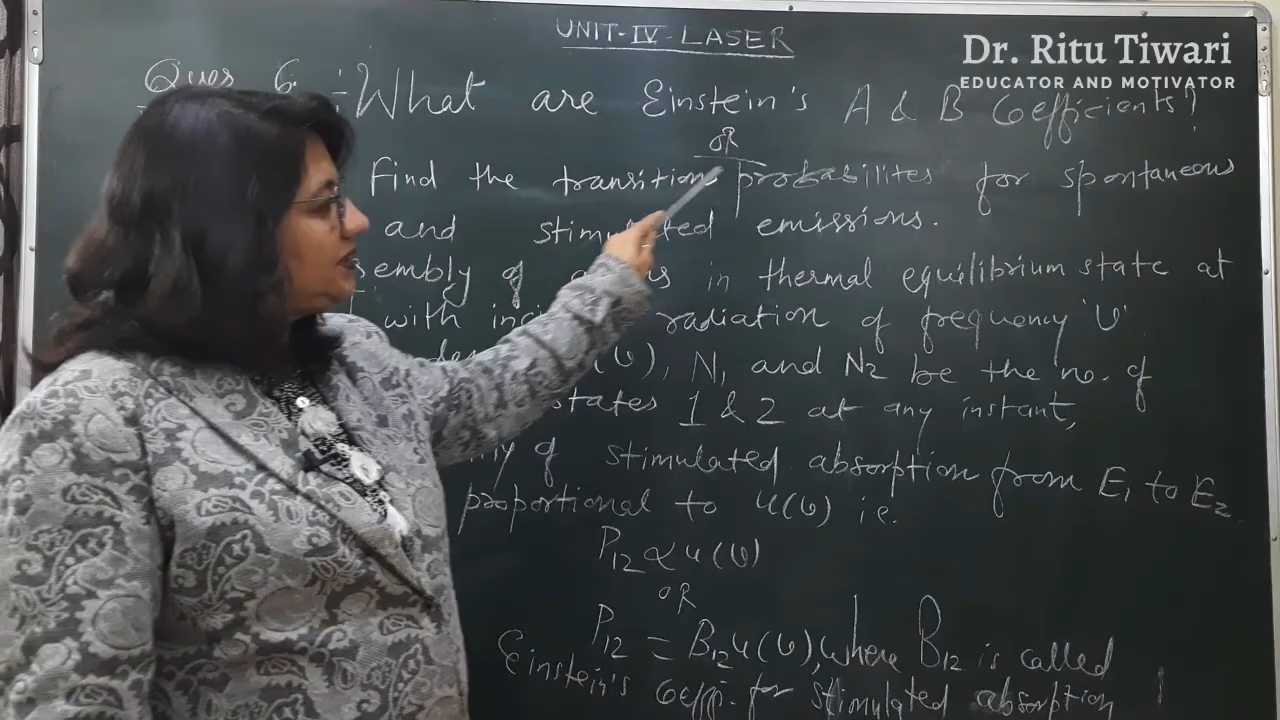 UNIT-IV-LASER
Dr. Ritu Tiwari
EDUCATOR AND MOTIVATOR
Ques 6 :- What are Einstein's A & B Coefficients?
OR
Find the transition probabilites for spontaneous
and stimulated emissions.
sembly of in thermal equilibrium state at
with radiation of frequency 'υ'
(υ), N1 and N2 be the no. of
states 1 & 2 at any instant,
of stimulated absorption from E1 to E2
proportional to u(υ) i.e.
P12 ∝ u(υ)
OR
P12 = B12 u(υ), where B12 is called
Einstein's Coeff. for stimulated absorption